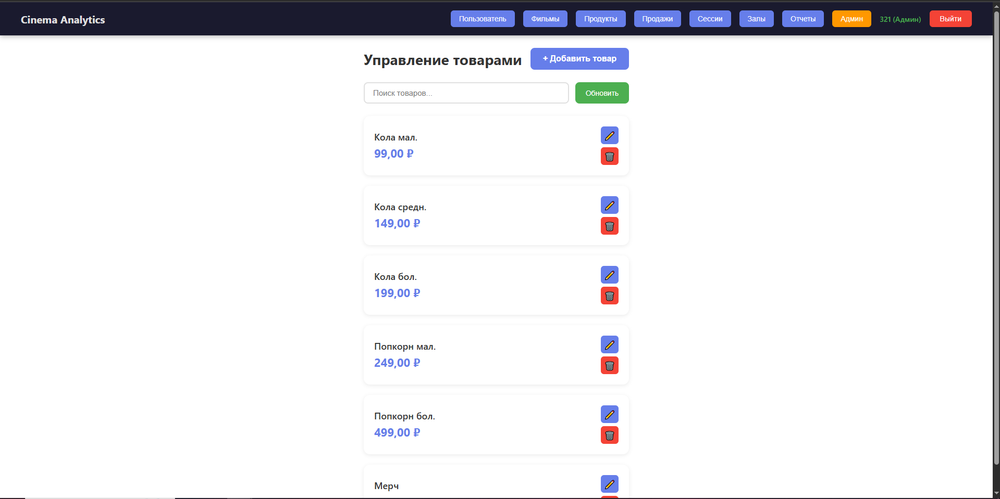 Cinema Analytics
Пользователь Фильмы Продукты Продажи Сессии Залы Отчеты Админ 321 (Админ) Выйти
Управление товарами + Добавить товар
Поиск товаров... Обновить
Кола мал.
99,00 ₽
Кола средн.
149,00 ₽
Кола бол.
199,00 ₽
Попкорн мал.
249,00 ₽
Попкорн бол.
499,00 ₽
Мерч